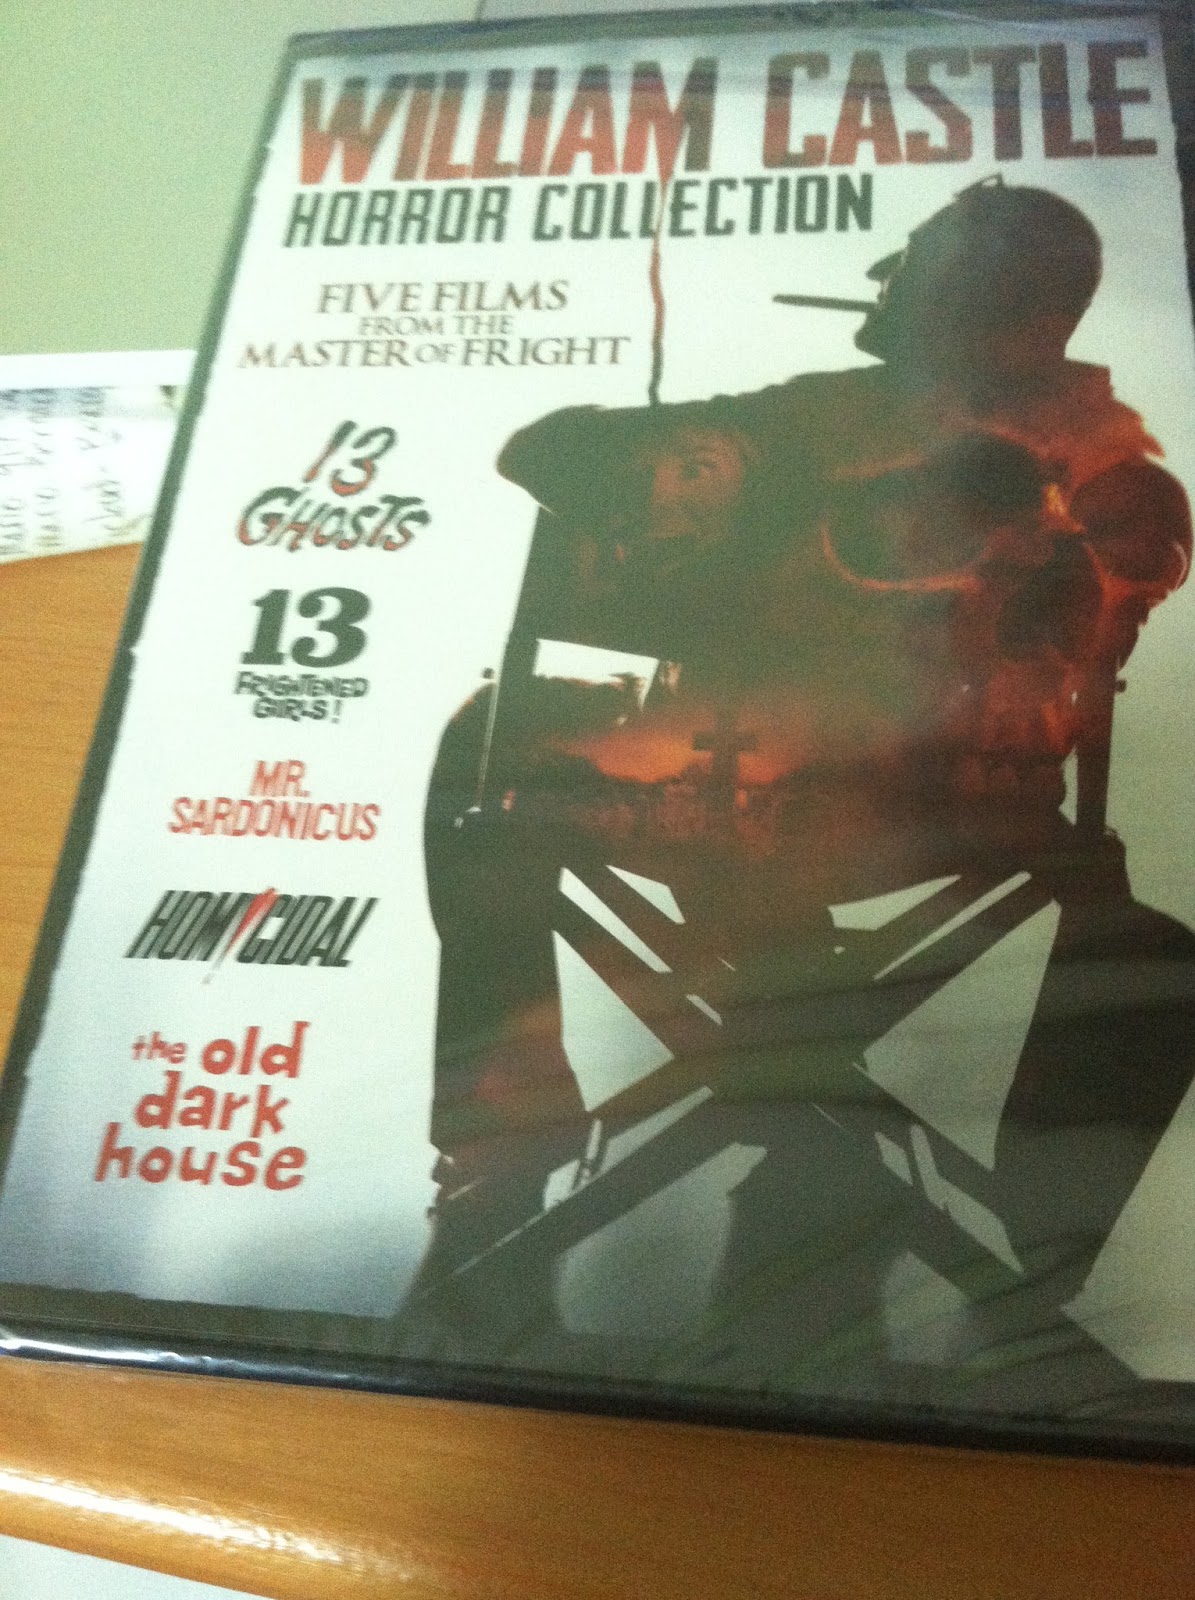 WILLIAM CASTLE
HORROR COLLECTION
FIVE FILMS
FROM THE
MASTER OF FRIGHT
13
GHOSTS
13
FRIGHTENED
GIRLS!
MR.
SARDONICUS
HOMICIDAL
the old
dark
house